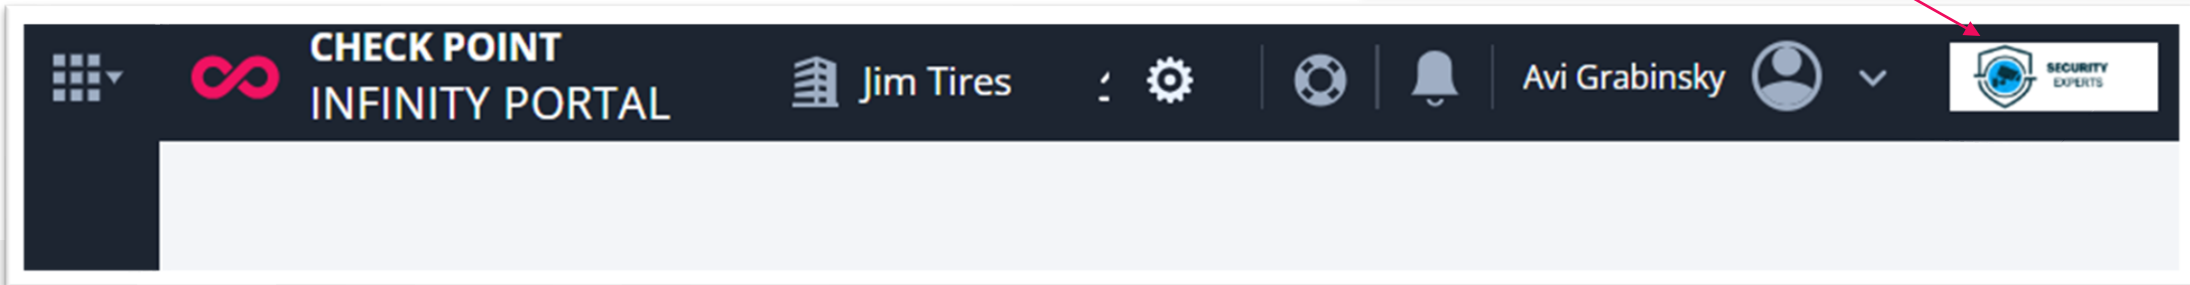 CHECK POINT
INFINITY PORTAL
Jim Tires
Avi Grabinsky
SECURITY
EXPERTS